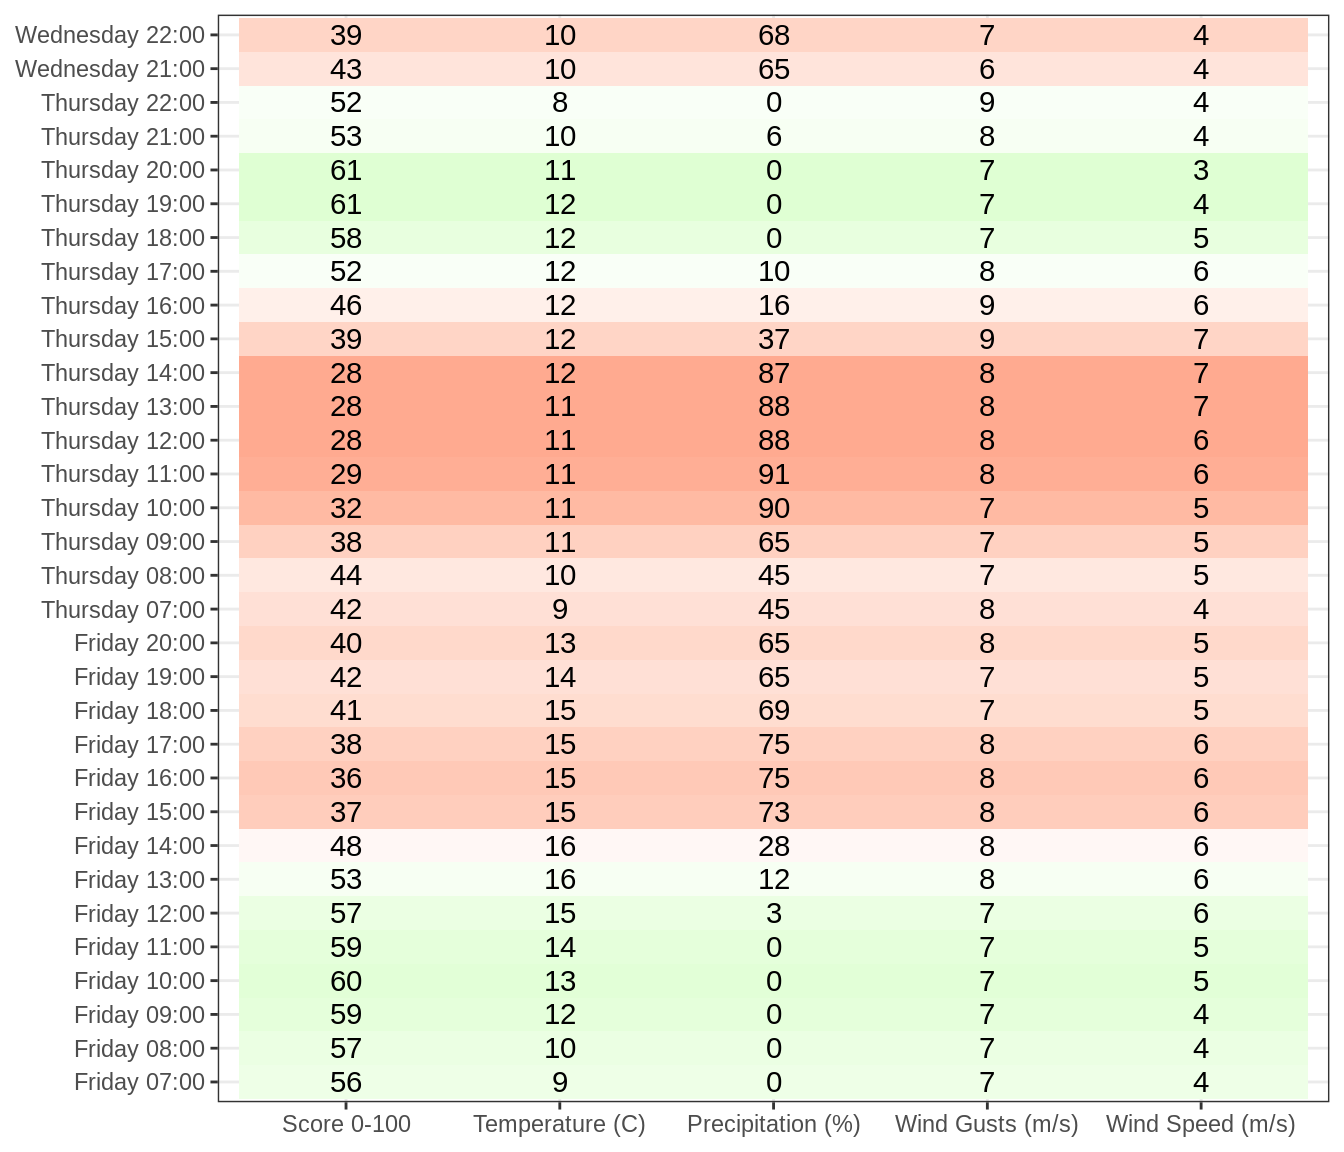 Wednesday 22:00 39 10 68 7 4
Wednesday 21:00 43 10 65 6 4
Thursday 22:00 52 8 0 9 4
Thursday 21:00 53 10 6 8 4
Thursday 20:00 61 11 0 7 3
Thursday 19:00 61 12 0 7 4
Thursday 18:00 58 12 0 7 5
Thursday 17:00 52 12 10 8 6
Thursday 16:00 46 12 16 9 6
Thursday 15:00 39 12 37 9 7
Thursday 14:00 28 12 87 8 7
Thursday 13:00 28 11 88 8 7
Thursday 12:00 28 11 88 8 6
Thursday 11:00 29 11 91 8 6
Thursday 10:00 32 11 90 7 5
Thursday 09:00 38 11 65 7 5
Thursday 08:00 44 10 45 7 5
Thursday 07:00 42 9 45 8 4
Friday 20:00 40 13 65 8 5
Friday 19:00 42 14 65 7 5
Friday 18:00 41 15 69 7 5
Friday 17:00 38 15 75 8 6
Friday 16:00 36 15 75 8 6
Friday 15:00 37 15 73 8 6
Friday 14:00 48 16 28 8 6
Friday 13:00 53 16 12 8 6
Friday 12:00 57 15 3 7 6
Friday 11:00 59 14 0 7 5
Friday 10:00 60 13 0 7 5
Friday 09:00 59 12 0 7 4
Friday 08:00 57 10 0 7 4
Friday 07:00 56 9 0 7 4
Score 0-100 Temperature (C) Precipitation (%) Wind Gusts (m/s) Wind Speed (m/s)